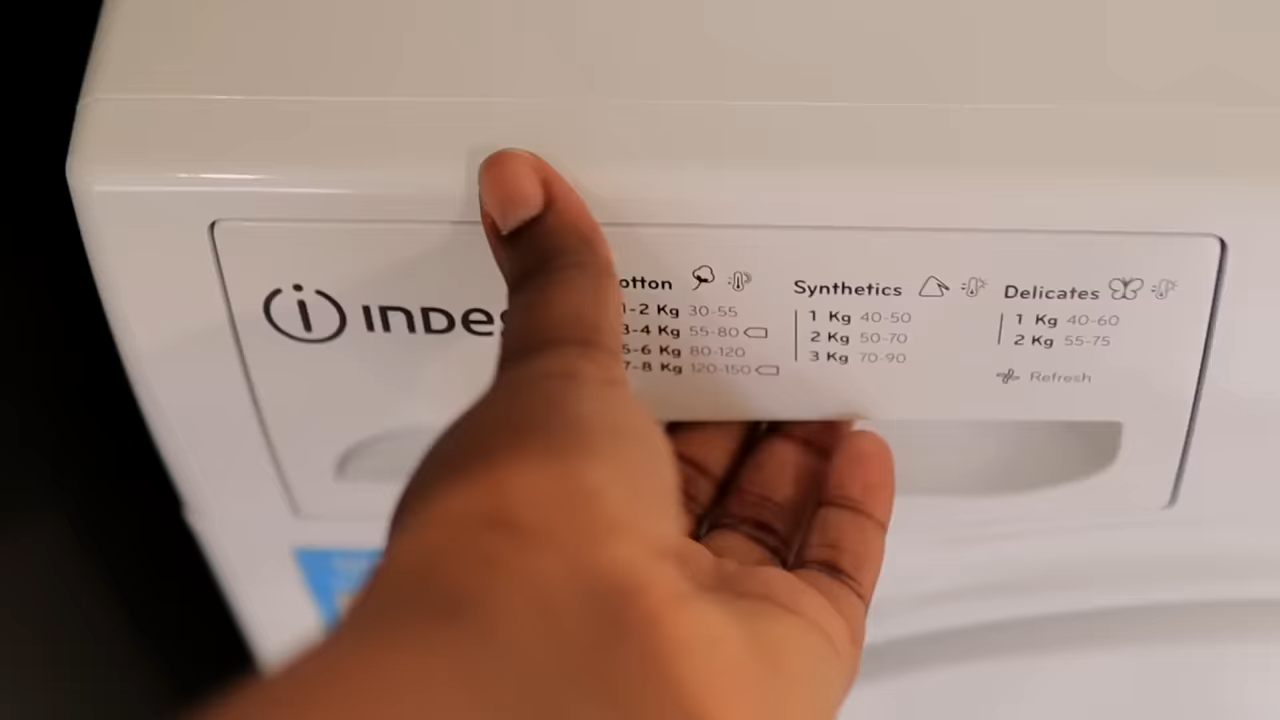 INDES
otton
1-2 Kg 30-55
3-4 Kg 55-80
5-6 Kg 80-120
7-8 Kg 120-150
Synthetics
1 Kg 40-50
2 Kg 50-70
3 Kg 70-90
Delicates
1 Kg 40-60
2 Kg 55-75
Refresh